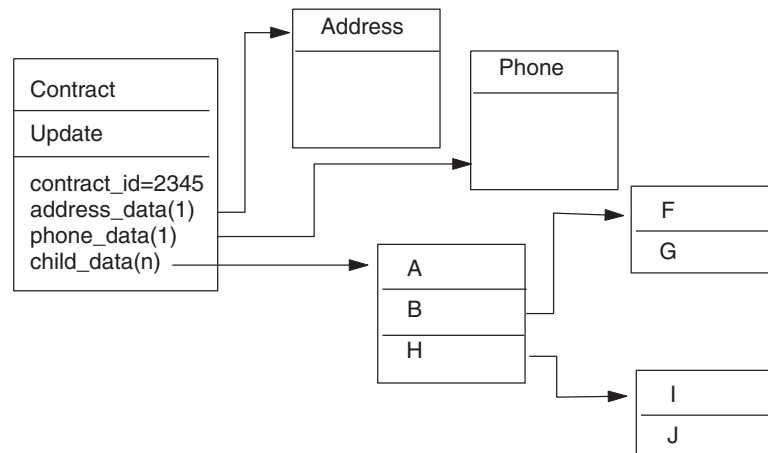 Address
Phone
Contract
Update
contract_id=2345
address_data(1)
phone_data(1)
child_data(n)
A
B
H
F
G
I
J